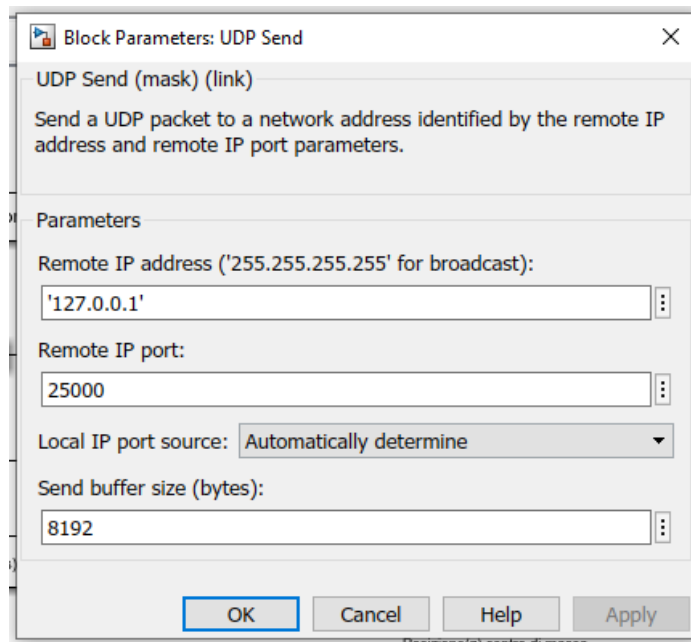 Block Parameters: UDP Send
UDP Send (mask) (link)
Send a UDP packet to a network address identified by the remote IP
address and remote IP port parameters.
Parameters
Remote IP address ('255.255.255.255' for broadcast):
'127.0.0.1'
Remote IP port:
25000
Local IP port source: Automatically determine
Send buffer size (bytes):
8192
OK Cancel Help Apply